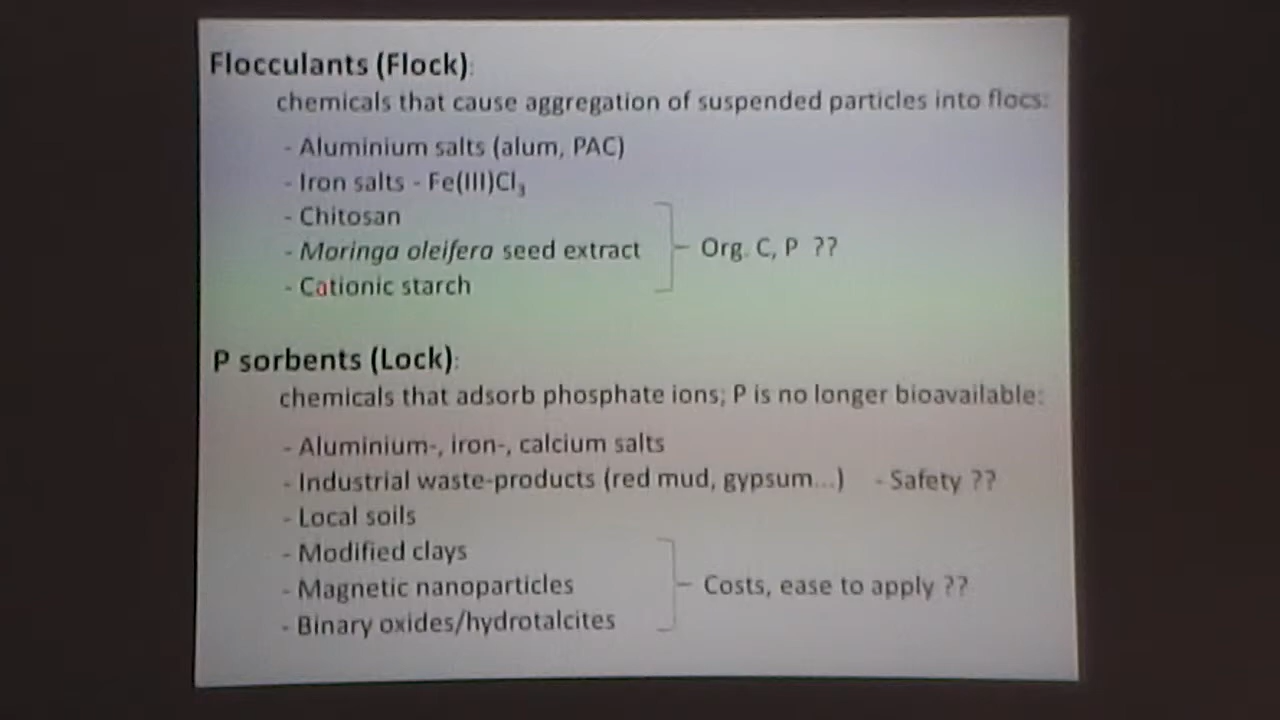 Flocculants (Flock):
chemicals that cause aggregation of suspended particles into flocs:
- Aluminium salts (alum, PAC)
- Iron salts - Fe(III)Cl₃
- Chitosan
- Moringa oleifera seed extract
- Cationic starch
Org. C, P ??
P sorbents (Lock):
chemicals that adsorb phosphate ions; P is no longer bioavailable:
- Aluminium-, iron-, calcium salts
- Industrial waste-products (red mud, gypsum...) - Safety ??
- Local soils
- Modified clays
- Magnetic nanoparticles
- Binary oxides/hydrotalcites
Costs, ease to apply ??